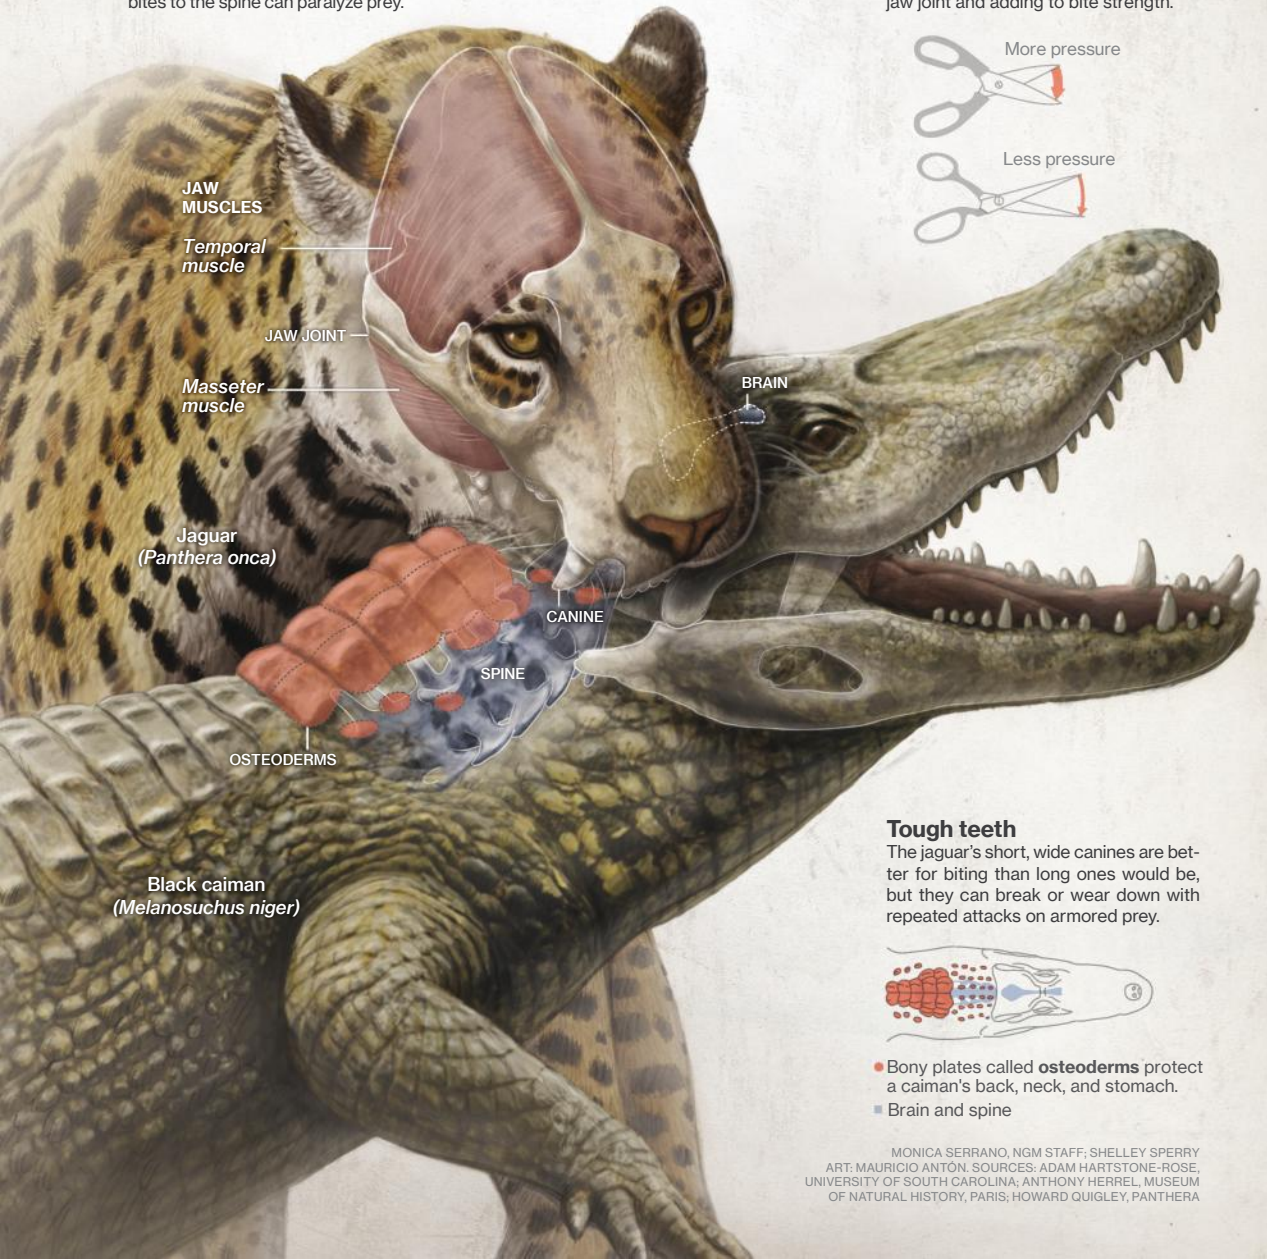 bites to the spine can paralyze prey.
jaw joint and adding to bite strength.
More pressure
Less pressure
JAW
MUSCLES
Temporal
muscle
JAW JOINT
Masseter
muscle
BRAIN
Jaguar
(Panthera onca)
CANINE
SPINE
OSTEODERMS
Black caiman
(Melanosuchus niger)
Tough teeth
The jaguar's short, wide canines are bet-
ter for biting than long ones would be,
but they can break or wear down with
repeated attacks on armored prey.
Bony plates called osteoderms protect
a caiman's back, neck, and stomach.
Brain and spine
MONICA SERRANO, NGM STAFF; SHELLEY SPERRY
ART: MAURICIO ANTÓN. SOURCES: ADAM HARTSTONE-ROSE,
UNIVERSITY OF SOUTH CAROLINA; ANTHONY HERREL, MUSEUM
OF NATURAL HISTORY, PARIS; HOWARD QUIGLEY, PANTHERA